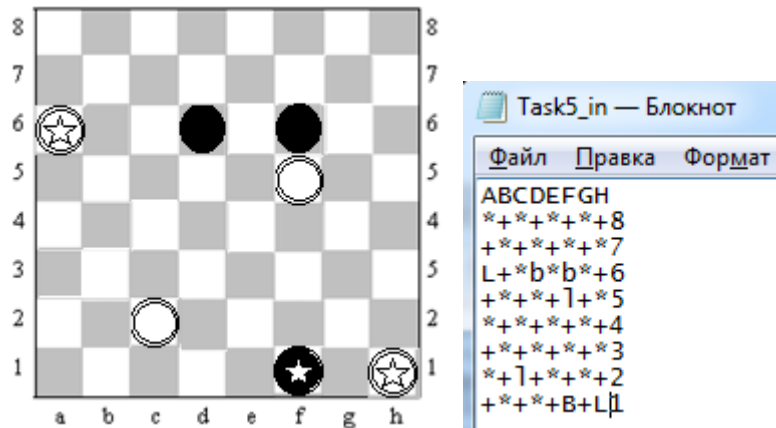 8 8
7 7
6 6
5 5
4 4
3 5
2 2
1 1
a b c d e f g h
Task5_in — Блокнот
Файл Правка Формат
ABCDEFGH
*+*+*+*+8
+*+*+*+*7
L+*b*b*+6
+*+*+l+*5
*+*+*+*+4
+*+*+*+*3
*+l+*+*+2
+*+*+B+L1